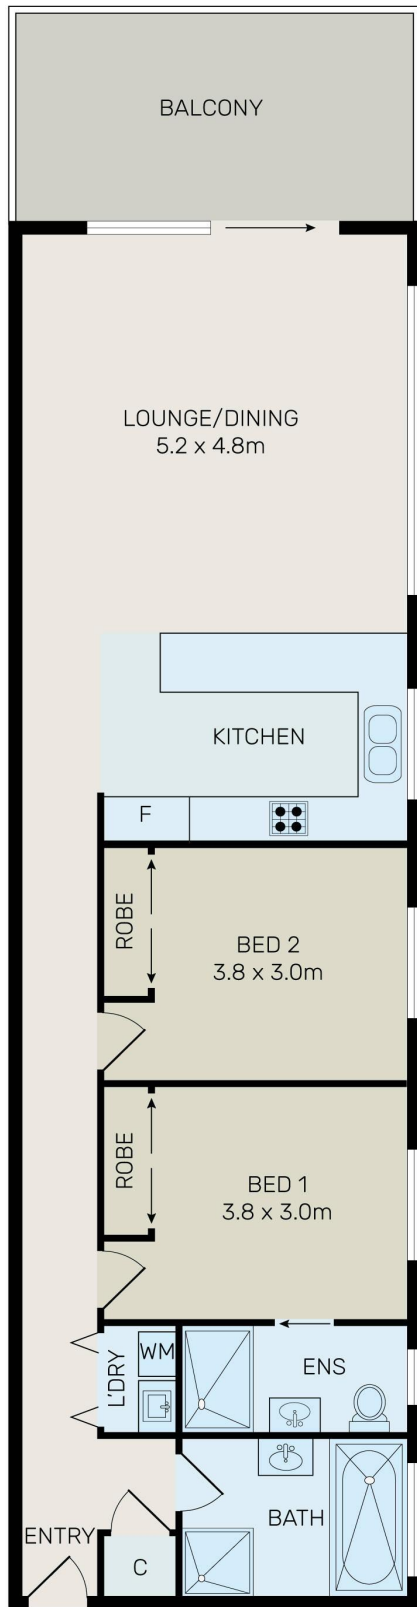 BALCONY
LOUNGE/DINING
5.2 x 4.8m
KITCHEN
F
ROBE
BED 2
3.8 x 3.0m
ROBE
BED 1
3.8 x 3.0m
L'DRY
WM
ENS
BATH
ENTRY
C